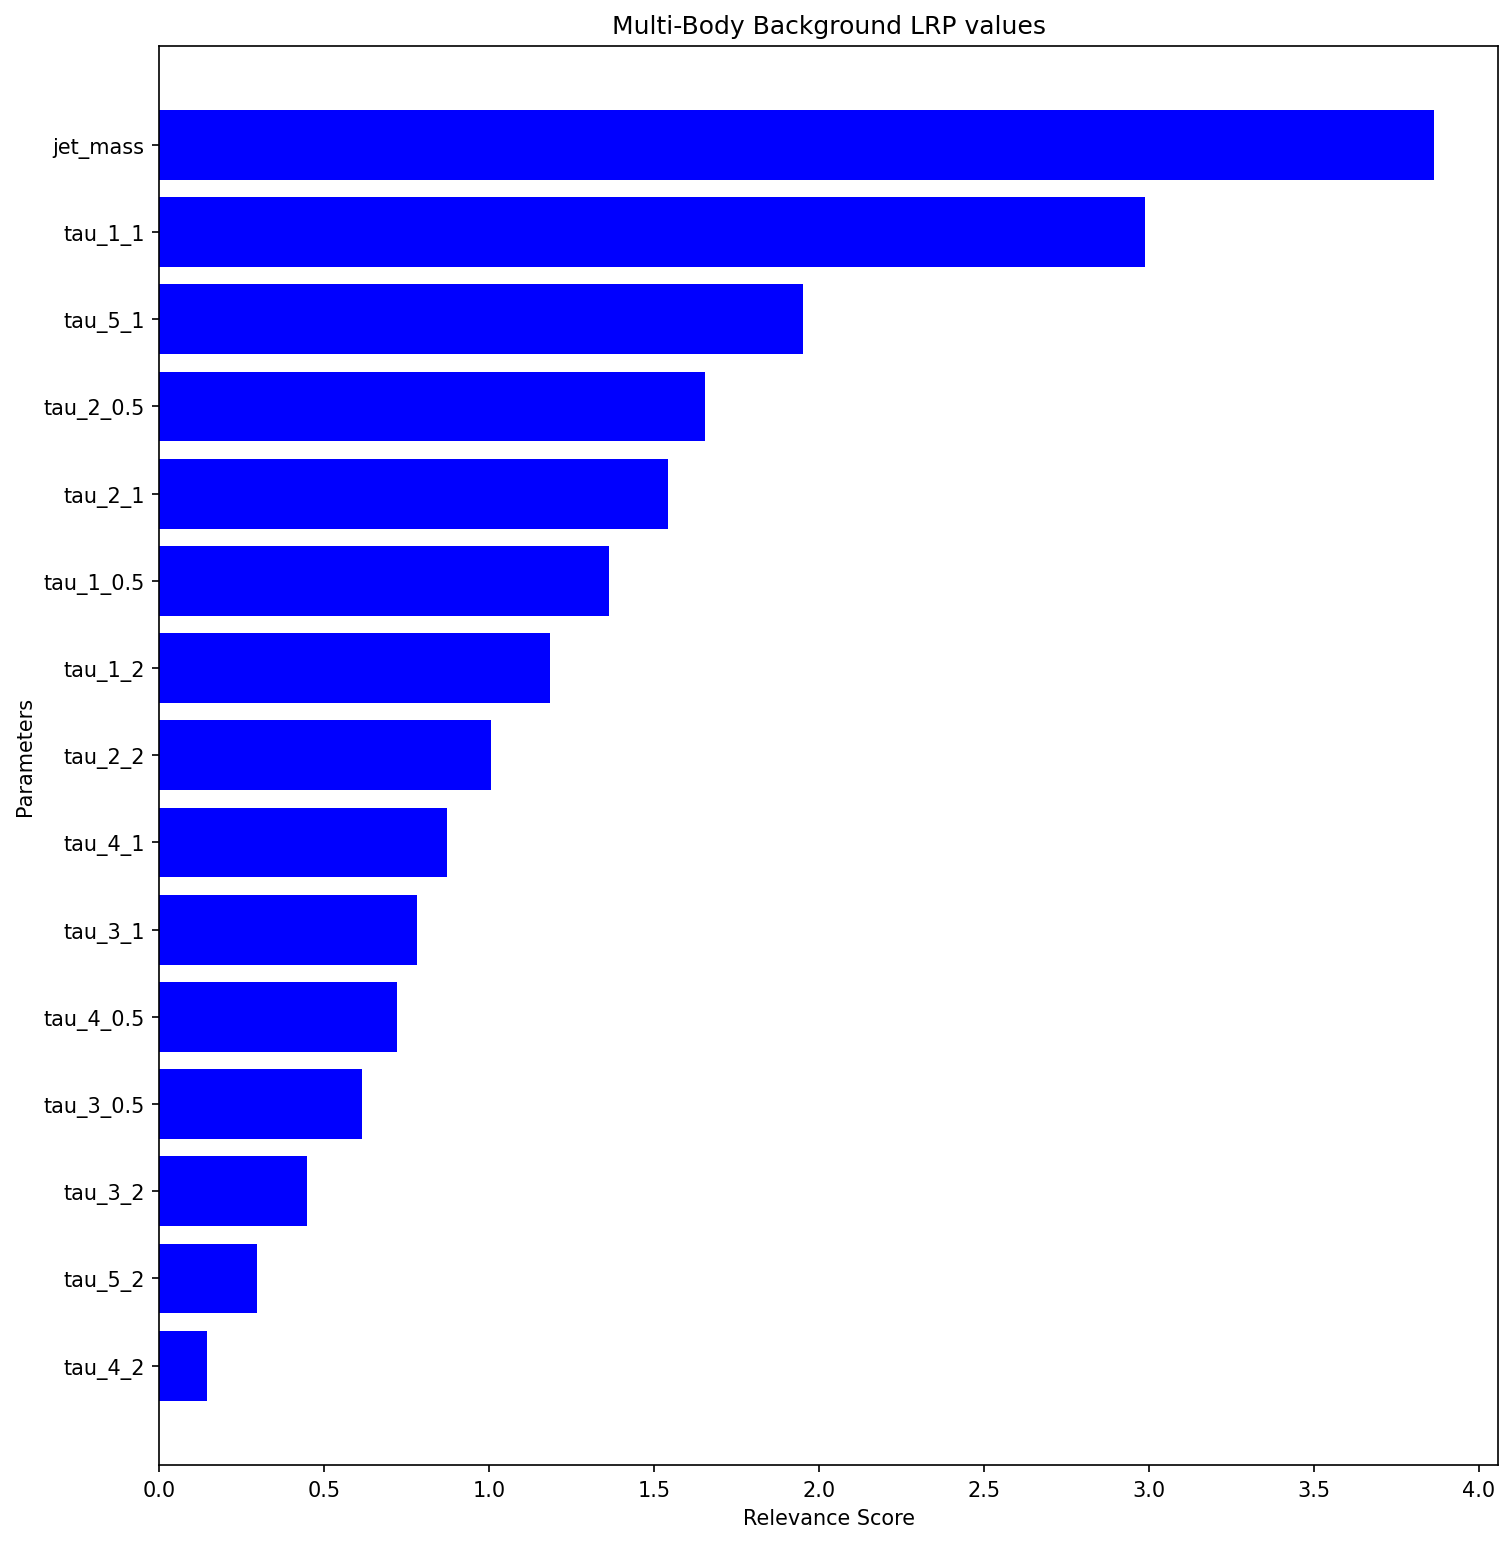 Multi-Body Background LRP values
jet_mass
tau_1_1
tau_5_1
tau_2_0.5
tau_2_1
tau_1_0.5
tau_1_2
tau_2_2
tau_4_1
tau_3_1
tau_4_0.5
tau_3_0.5
tau_3_2
tau_5_2
tau_4_2
Parameters
0.0 0.5 1.0 1.5 2.0 2.5 3.0 3.5 4.0
Relevance Score